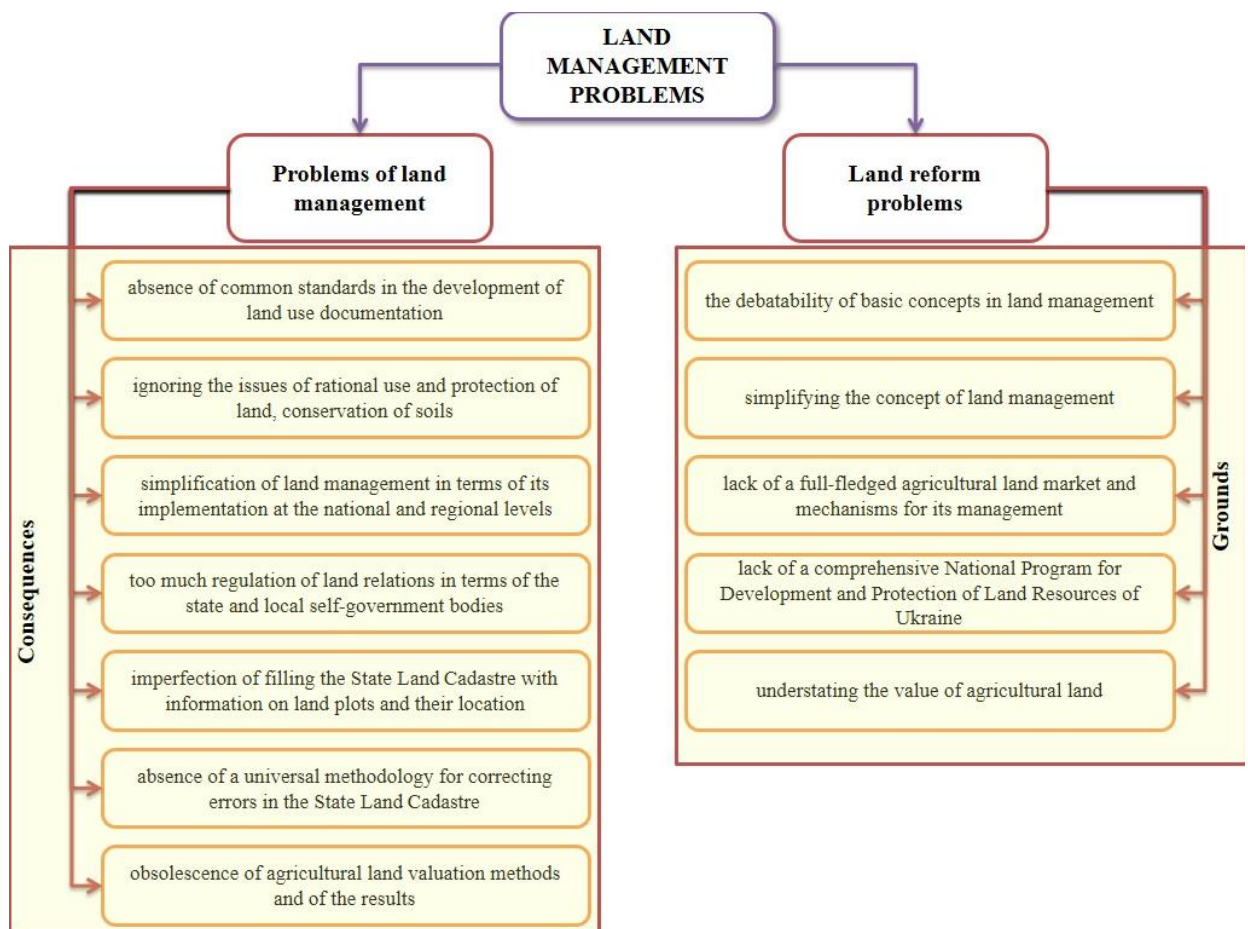 LAND
MANAGEMENT
PROBLEMS
Problems of land
management
Consequences
absence of common standards in the development of
land use documentation
ignoring the issues of rational use and protection of
land, conservation of soils
simplification of land management in terms of its
implementation at the national and regional levels
too much regulation of land relations in terms of the
state and local self-government bodies
imperfection of filling the State Land Cadastre with
information on land plots and their location
absence of a universal methodology for correcting
errors in the State Land Cadastre
obsolescence of agricultural land valuation methods
and of the results
Land reform
problems
the debatability of basic concepts in land management
simplifying the concept of land management
lack of a full-fledged agricultural land market and
mechanisms for its management
lack of a comprehensive National Program for
Development and Protection of Land Resources of
Ukraine
understating the value of agricultural land
Grounds